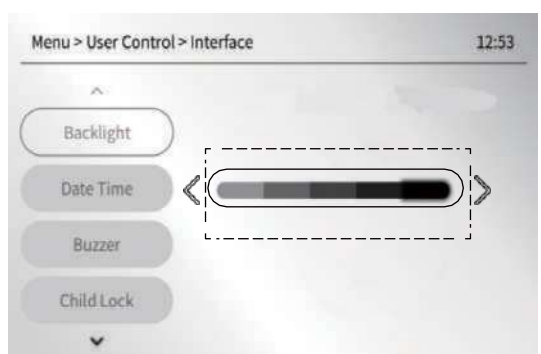 Menu > User Control > Interface
12:53
Backlight
Date Time
Buzzer
Child Lock